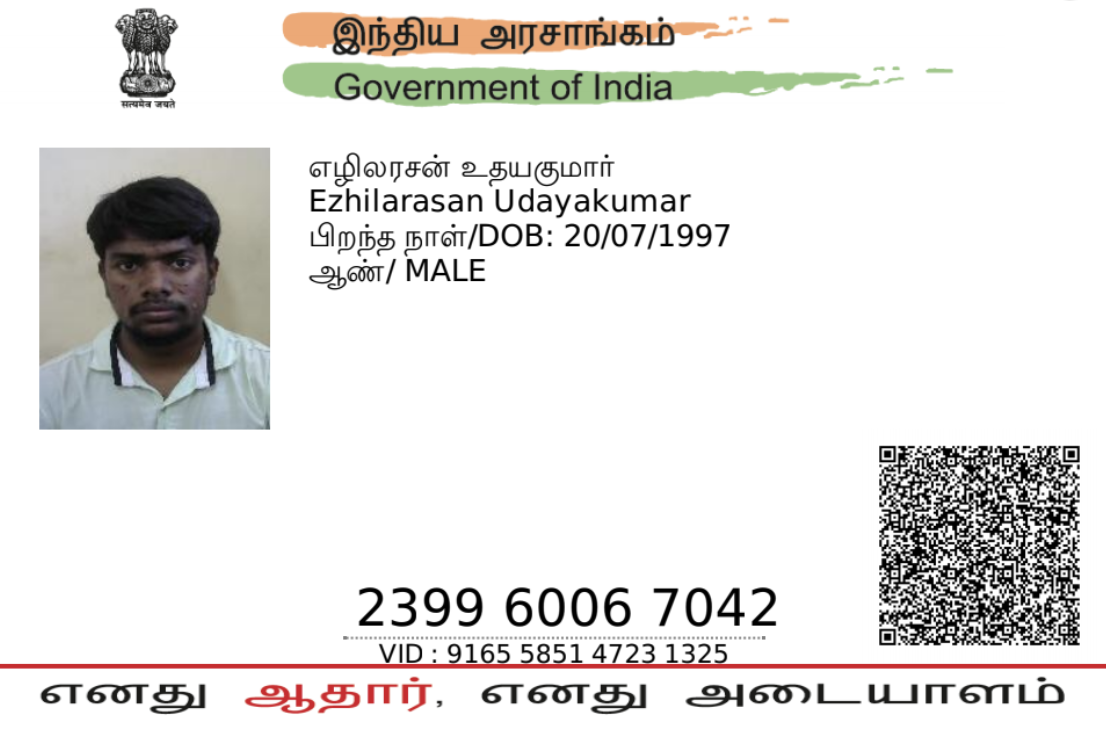 இந்திய அரசாங்கம்
Government of India
सत्यमेव जयते
எழிலரசன் உதயகுமார்
Ezhilarasan Udayakumar
பிறந்த நாள்/DOB: 20/07/1997
ஆண்/ MALE
2399 6006 7042
VID : 9165 5851 4723 1325
எனது ஆதார், எனது அடையாளம்